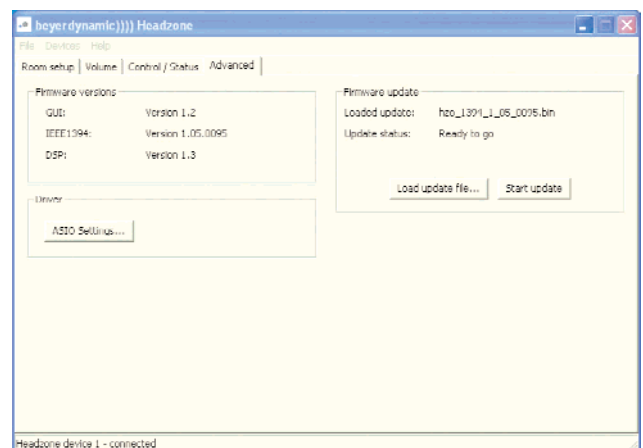 beyerdynamic)))) Headzone
File Devices Help
Room setup Volume Control / Status Advanced
Firmware versions
GUI: Version 1.2
IEEE1394: Version 1.05.0095
DSP: Version 1.3
Driver
ASIO Settings...
Firmware update
Loaded update: hzo_1394_1_05_0095.bin
Update status: Ready to go
Load update file... Start update
Headzone device 1 - connected